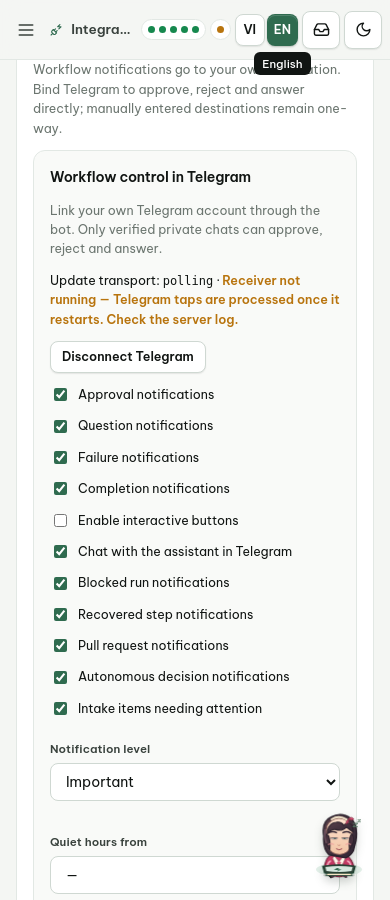 Integra...
VI
EN
English
Workflow notifications go to your own
Bind Telegram to approve, reject and answer
directly; manually entered destinations remain one-
way.
Workflow control in Telegram
Link your own Telegram account through the
bot. Only verified private chats can approve,
reject and answer.
Update transport: polling · Receiver not
running — Telegram taps are processed once it
restarts. Check the server log.
Disconnect Telegram
Approval notifications
Question notifications
Failure notifications
Completion notifications
Enable interactive buttons
Chat with the assistant in Telegram
Blocked run notifications
Recovered step notifications
Pull request notifications
Autonomous decision notifications
Intake items needing attention
Notification level
Important
Quiet hours from
—